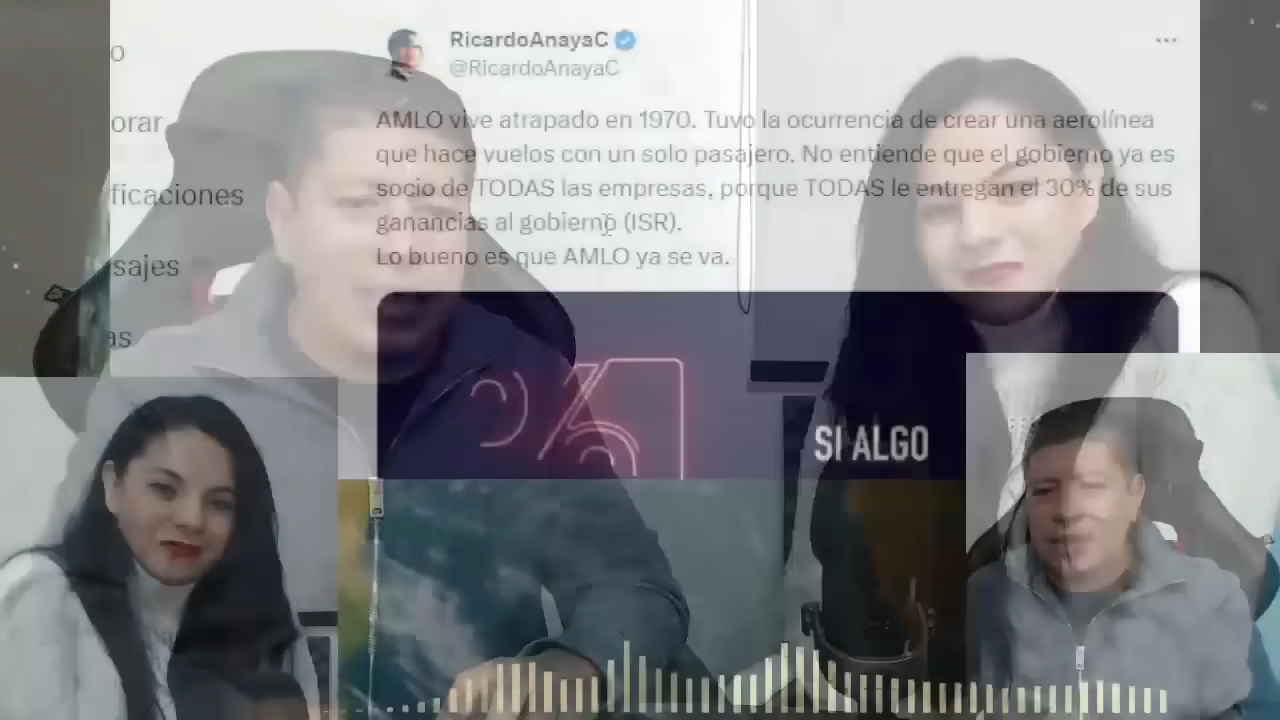 RicardoAnayaC
@RicardoAnayaC
AMLO vive atrapado en 1970. Tuvo la ocurrencia de crear una aerolínea
que hace vuelos con un solo pasajero. No entiende que el gobierno ya es
socio de TODAS las empresas, porque TODAS le entregan el 30% de sus
ganancias al gobierno (ISR).
Lo bueno es que AMLO ya se va.
o
orar
ficaciones
sajes
as
SI ALGO